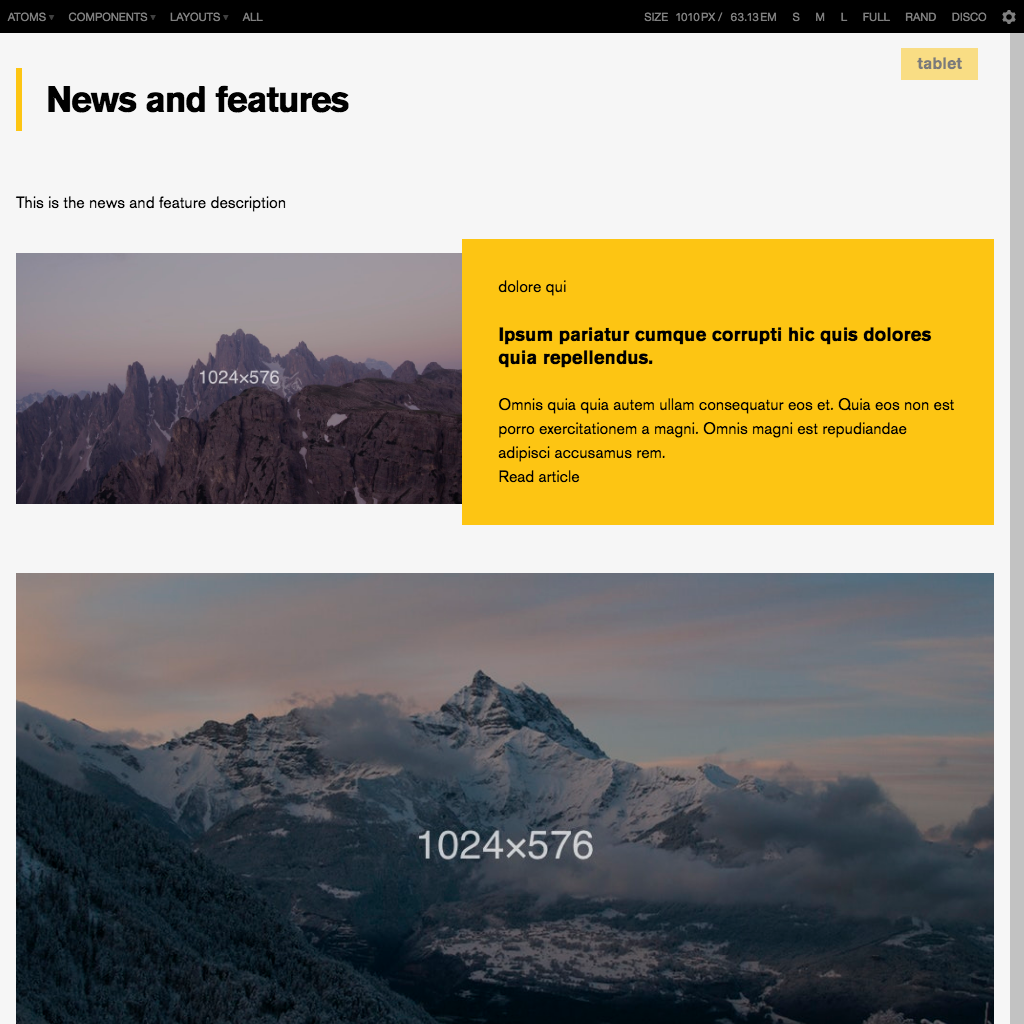 ATOMS ▾ COMPONENTS ▾ LAYOUTS ▾ ALL SIZE 1010PX / 63.13EM S M L FULL RAND DISCO
tablet
News and features
This is the news and feature description
dolore qui
Ipsum pariatur cumque corrupti hic quis dolores
quia repellendus.
1024×576
Omnis quia quia autem ullam consequatur eos et. Quia eos non est
porro exercitationem a magni. Omnis magni est repudiandae
adipisci accusamus rem.
Read article
1024×576